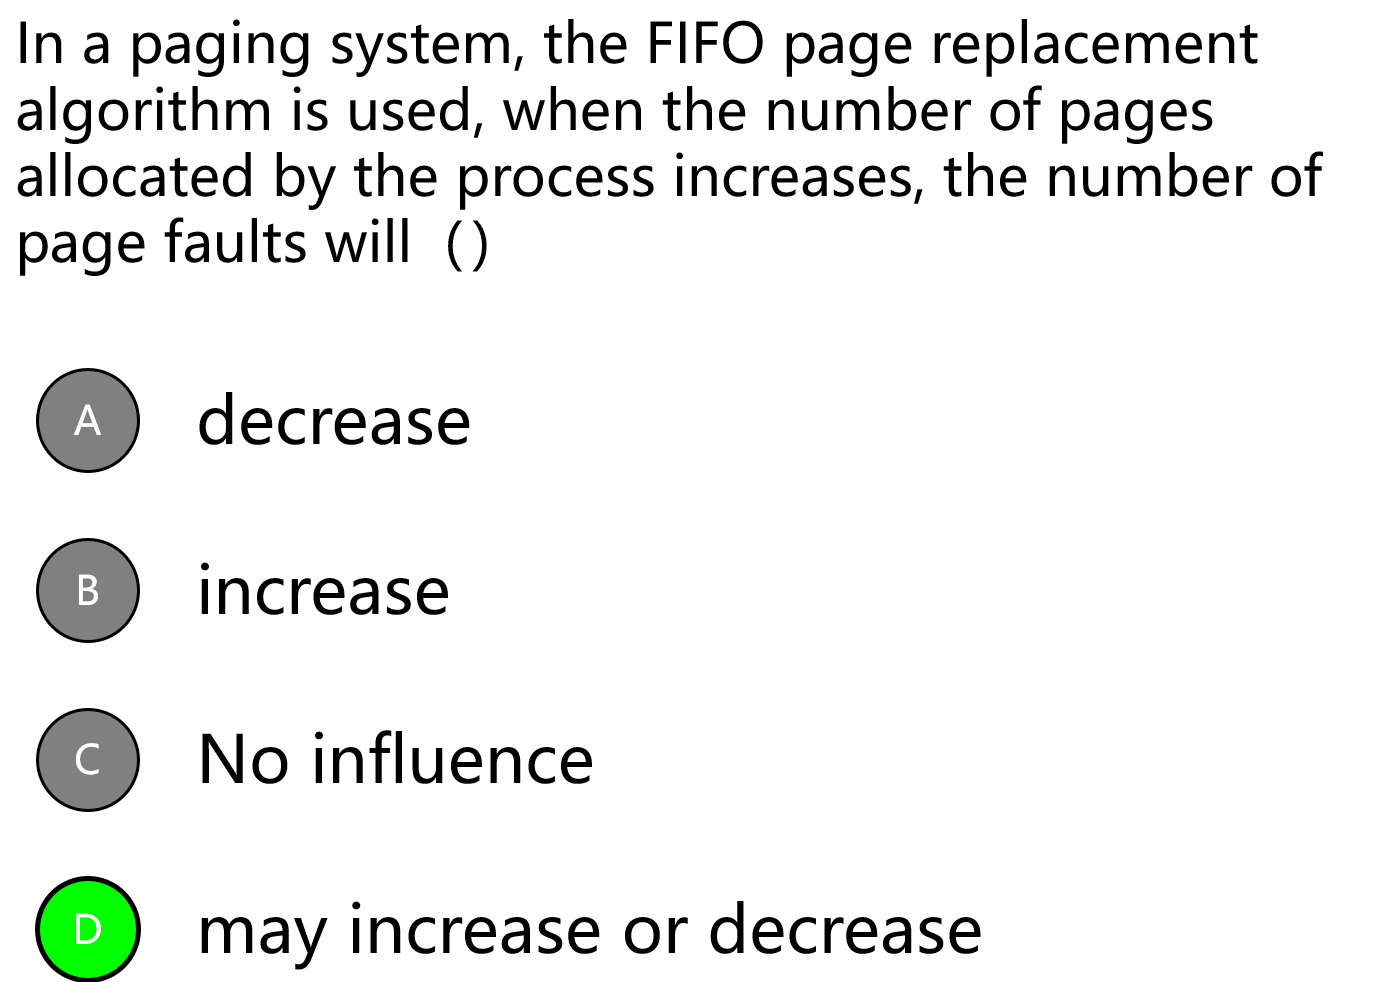 In a paging system, the FIFO page replacement
algorithm is used, when the number of pages
allocated by the process increases, the number of
page faults will ()
A decrease
B increase
C No influence
D may increase or decrease